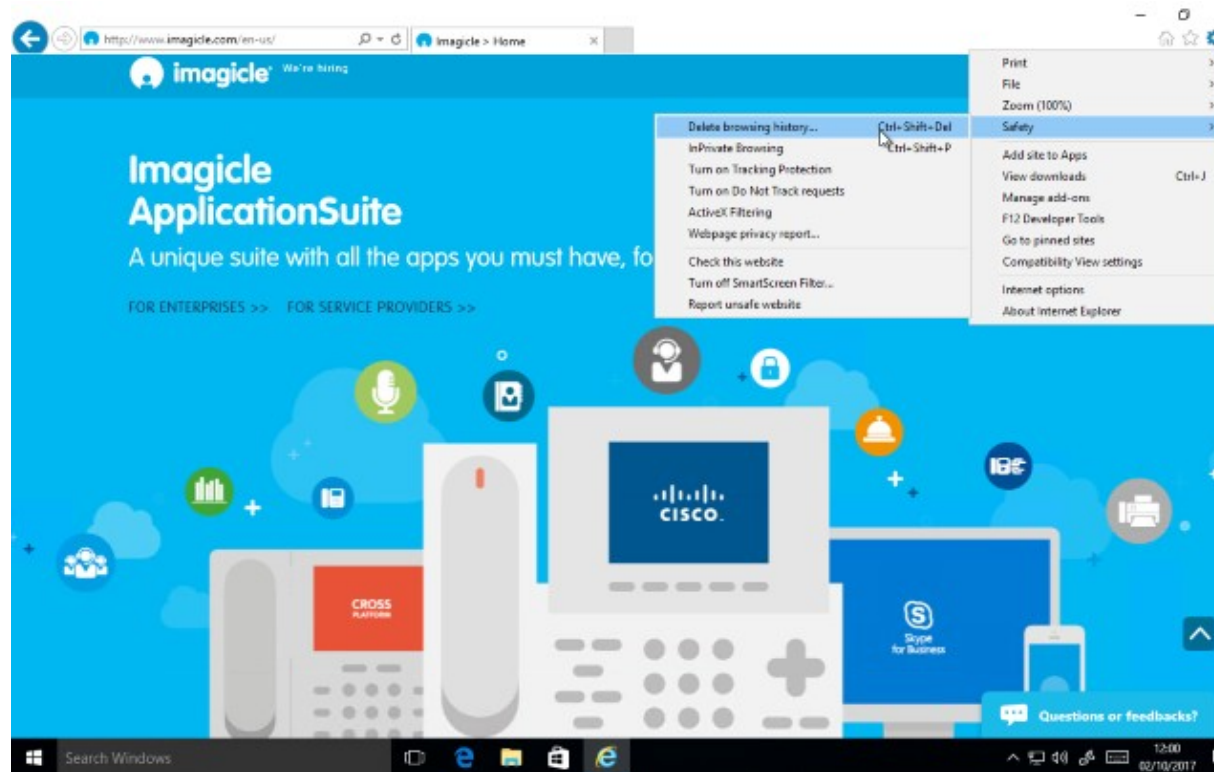 http://www.imagicle.com/en-us/
Imagicle > Home
imagicle
We're hiring
Print
File
Zoom (100%)
Safety
Add site to Apps
View downloads Ctrl+J
Manage add-ons
F12 Developer Tools
Go to pinned sites
Compatibility View settings
Internet options
About Internet Explorer
Delete browsing history... Ctrl+Shift+Del
InPrivate Browsing Ctrl+Shift+P
Turn on Tracking Protection
Turn on Do Not Track requests
ActiveX Filtering
Webpage privacy report...
Check this website
Turn off SmartScreen Filter...
Report unsafe website
Imagicle
ApplicationSuite
A unique suite with all the apps you must have, fo
FOR ENTERPRISES >> FOR SERVICE PROVIDERS >>
CISCO
CROSS
PLATFORM
Skype
for Business
Questions or feedbacks?
Search Windows
12:00
02/10/2017